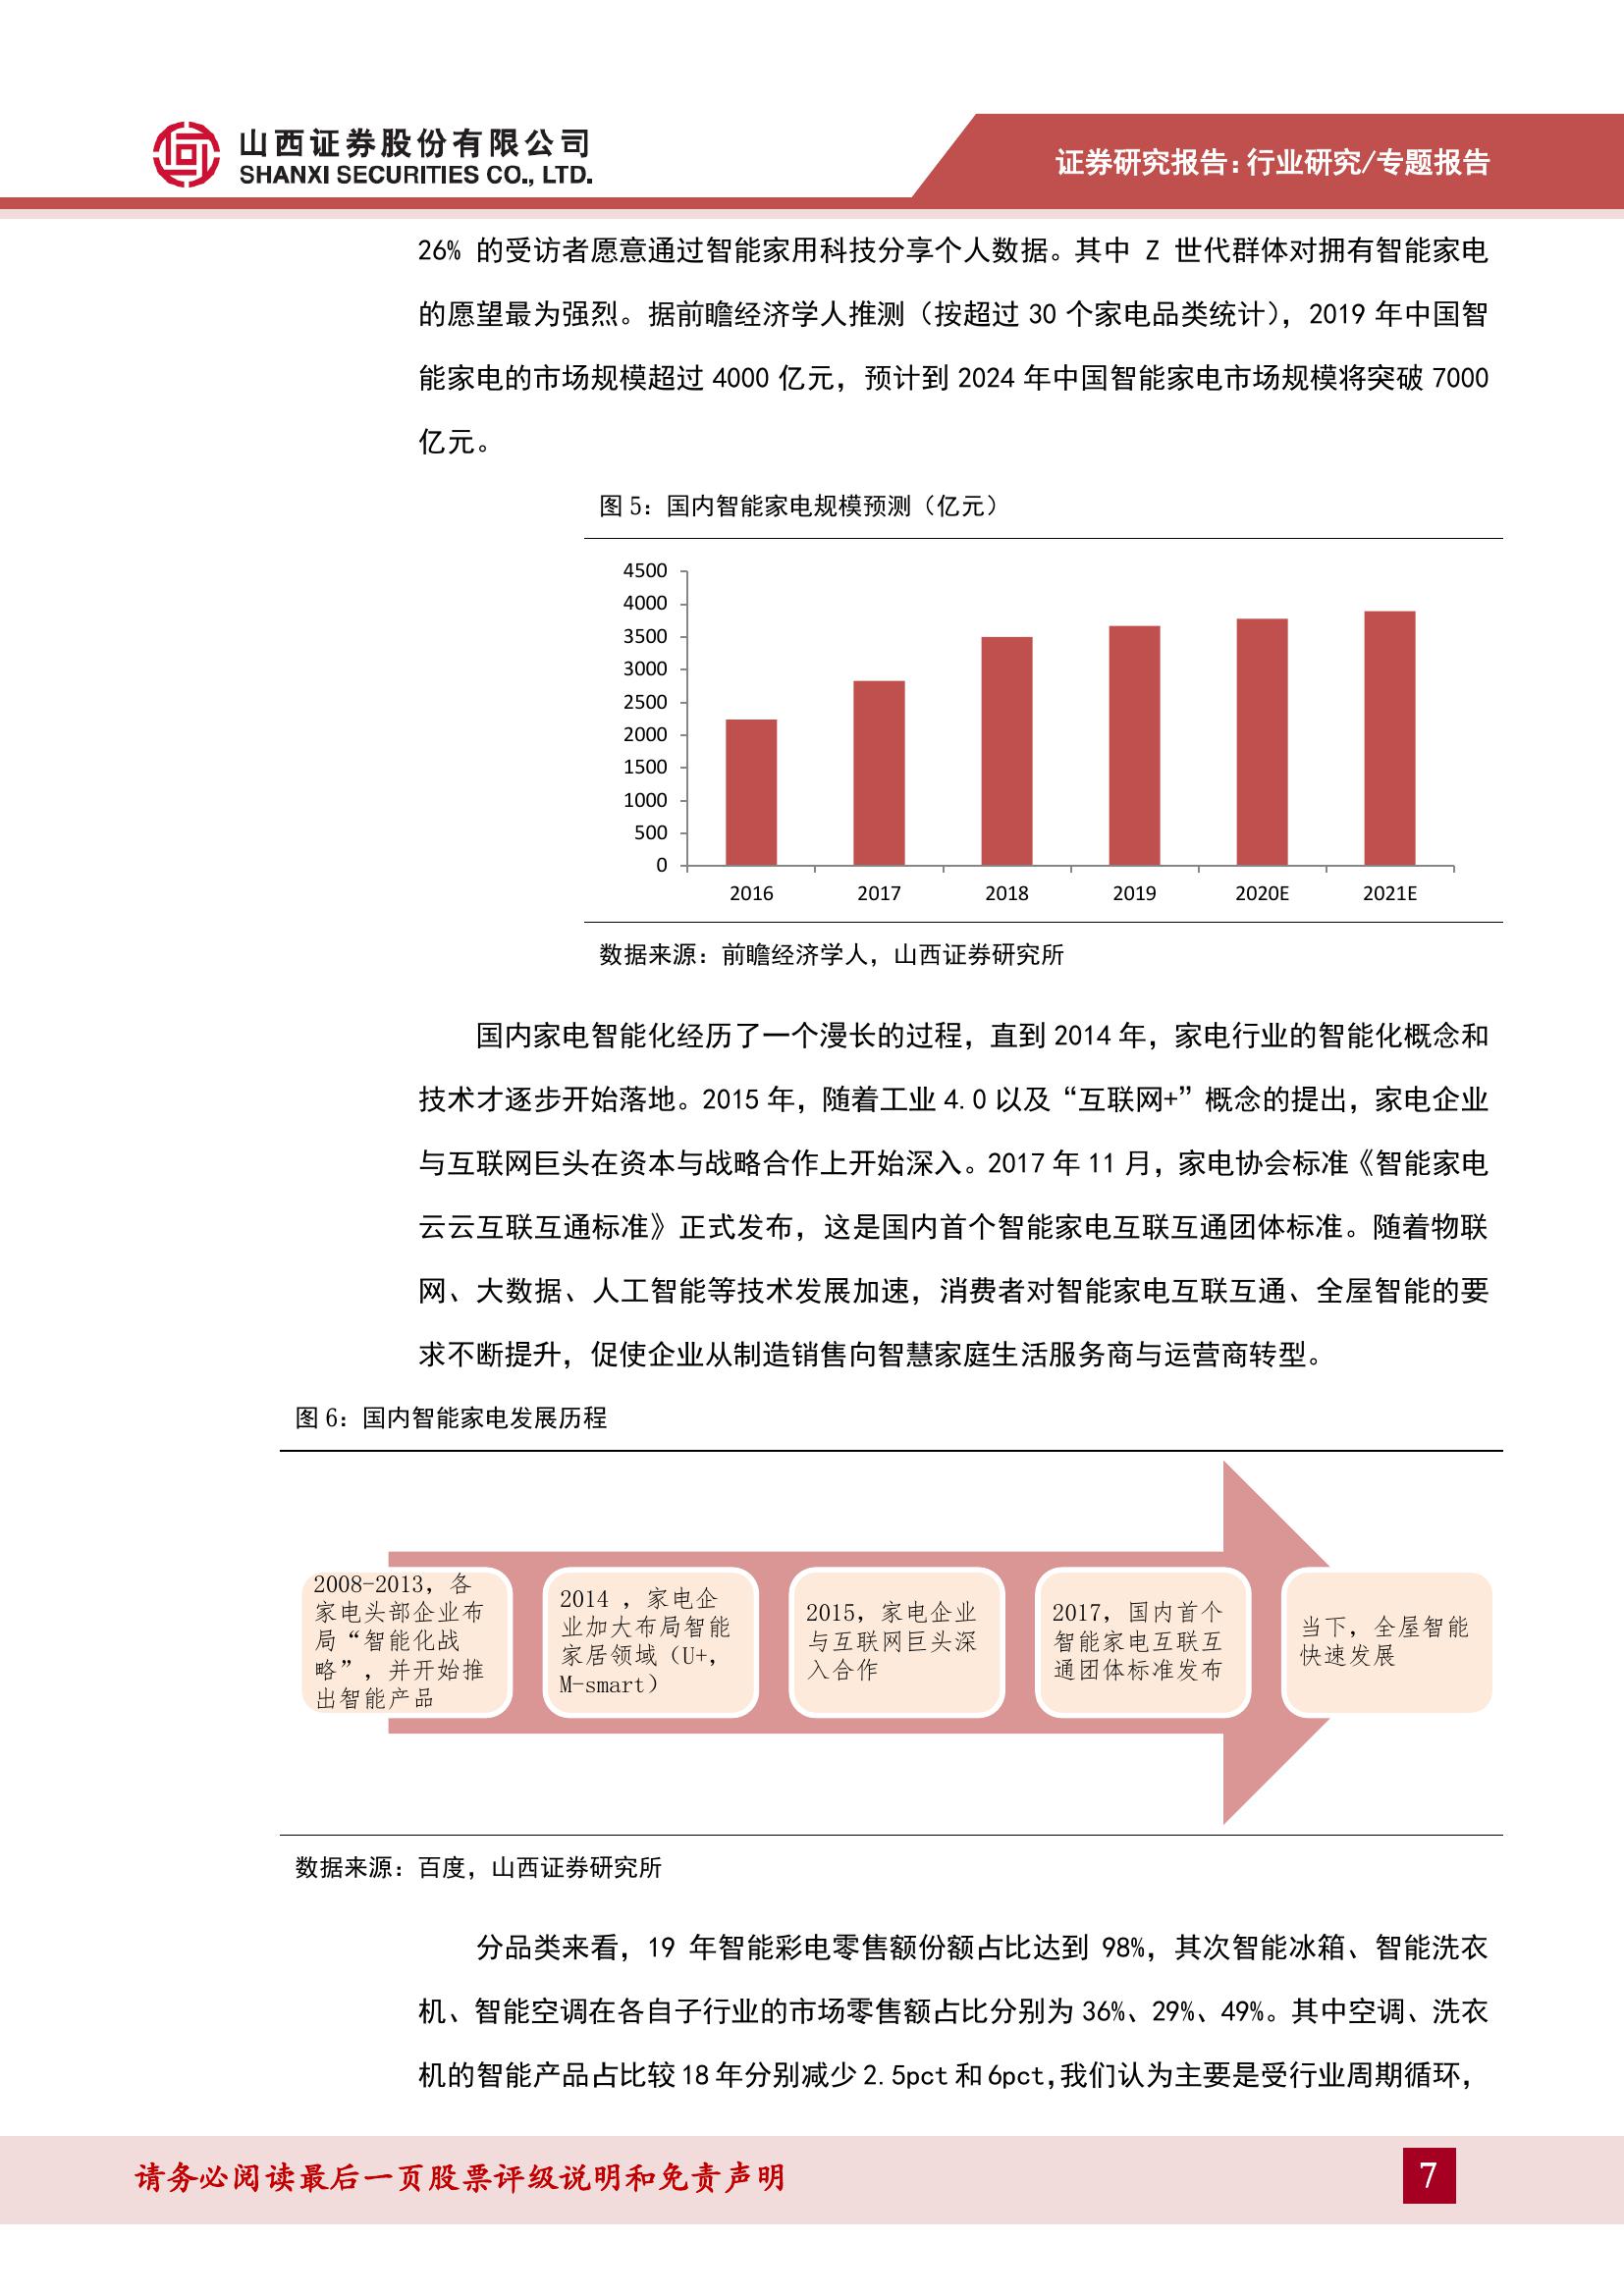 山西证券股份有限公司
SHANXI SECURITIES CO., LTD.
证券研究报告：行业研究/专题报告
26% 的受访者愿意通过智能家用科技分享个人数据。其中 Z 世代群体对拥有智能家电
的愿望最为强烈。据前瞻经济学人推测（按超过 30 个家电品类统计），2019 年中国智
能家电的市场规模超过 4000 亿元，预计到 2024 年中国智能家电市场规模将突破 7000
亿元。
图 5：国内智能家电规模预测（亿元）
4500
4000
3500
3000
2500
2000
1500
1000
500
0
2016 2017 2018 2019 2020E 2021E
数据来源：前瞻经济学人，山西证券研究所
国内家电智能化经历了一个漫长的过程，直到 2014 年，家电行业的智能化概念和
技术才逐步开始落地。2015 年，随着工业 4.0 以及“互联网+”概念的提出，家电企业
与互联网巨头在资本与战略合作上开始深入。2017 年 11 月，家电协会标准《智能家电
云云互联互通标准》正式发布，这是国内首个智能家电互联互通团体标准。随着物联
网、大数据、人工智能等技术发展加速，消费者对智能家电互联互通、全屋智能的要
求不断提升，促使企业从制造销售向智慧家庭生活服务商与运营商转型。
图 6：国内智能家电发展历程
2008-2013，各
家电头部企业布
局“智能化战
略”，并开始推
出智能产品
2014 ，家电企
业加大布局智能
家居领域（U+，
M-smart）
2015，家电企业
与互联网巨头深
入合作
2017，国内首个
智能家电互联互
通团体标准发布
当下，全屋智能
快速发展
数据来源：百度，山西证券研究所
分品类来看，19 年智能彩电零售额份额占比达到 98%，其次智能冰箱、智能洗衣
机、智能空调在各自子行业的市场零售额占比分别为 36%、29%、49%。其中空调、洗衣
机的智能产品占比较 18 年分别减少 2.5pct 和 6pct，我们认为主要是受行业周期循环，
请务必阅读最后一页股票评级说明和免责声明
7